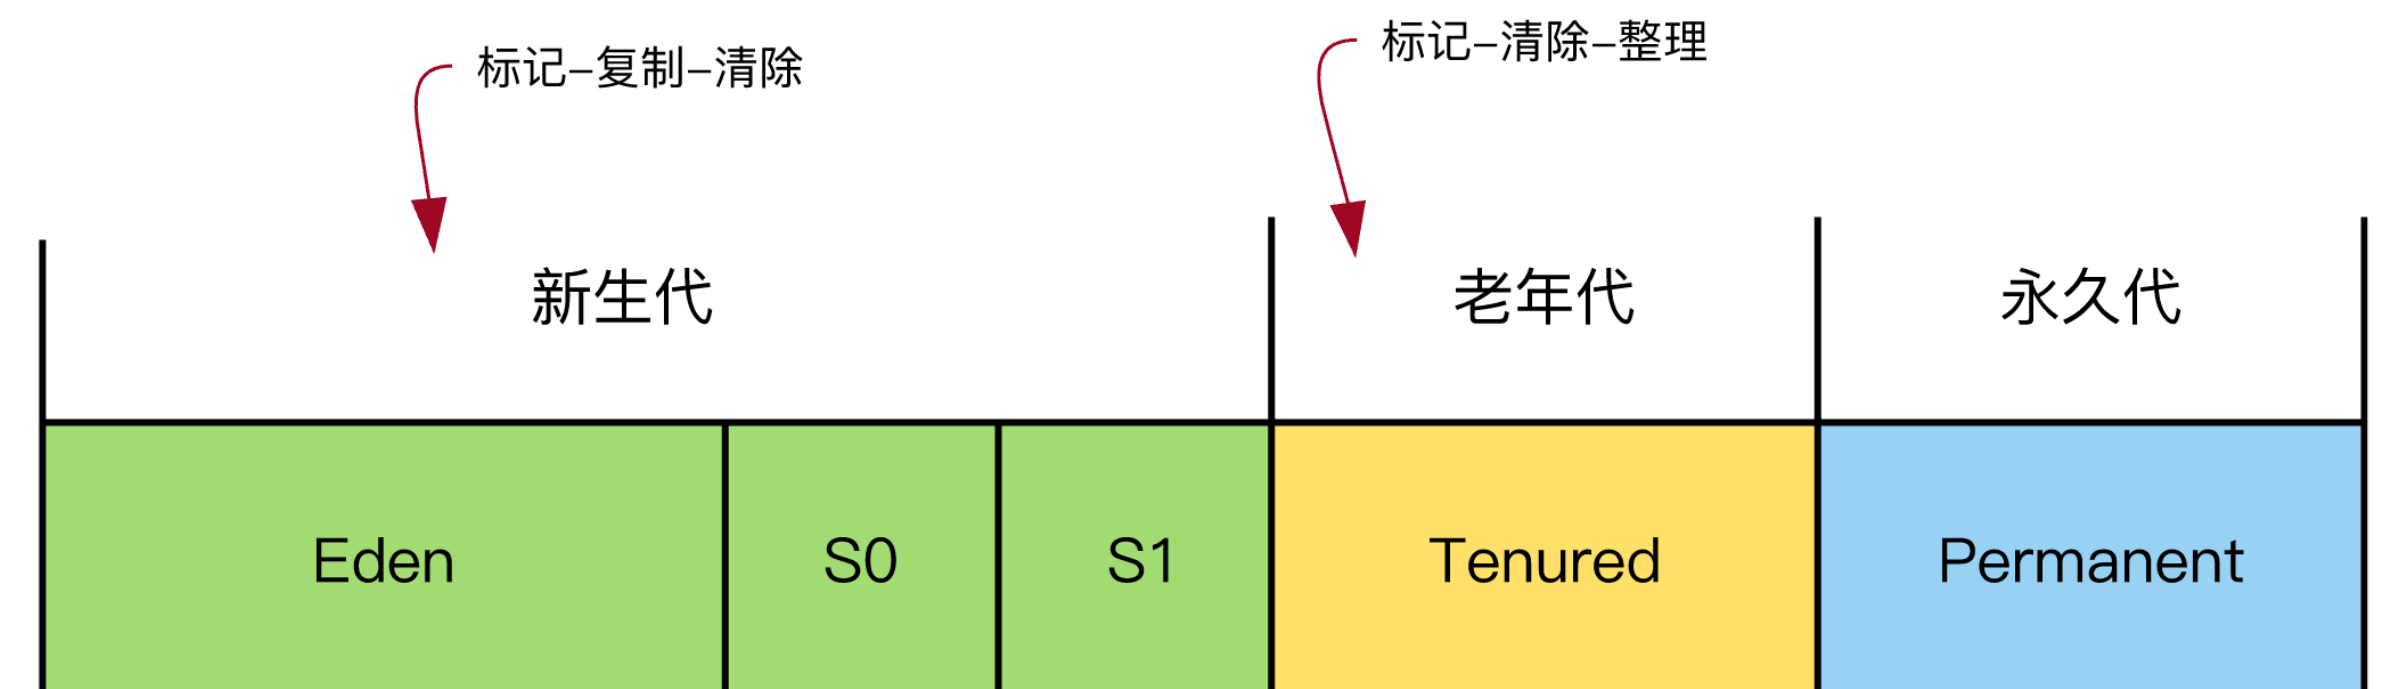 标记–复制–清除
标记–清除–整理
新生代
老年代
永久代
Eden
S0
S1
Tenured
Permanent